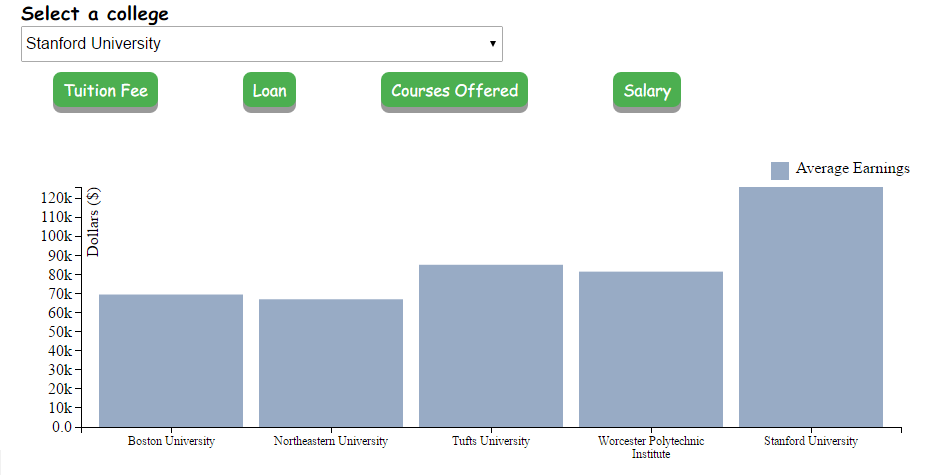 Select a college
Stanford University
Tuition Fee
Loan
Courses Offered
Salary
Average Earnings
Dollars ($)
120k
110k
100k
90k
80k
70k
60k
50k
40k
30k
20k
10k
0.0
Boston University
Northeastern University
Tufts University
Worcester Polytechnic
Institute
Stanford University